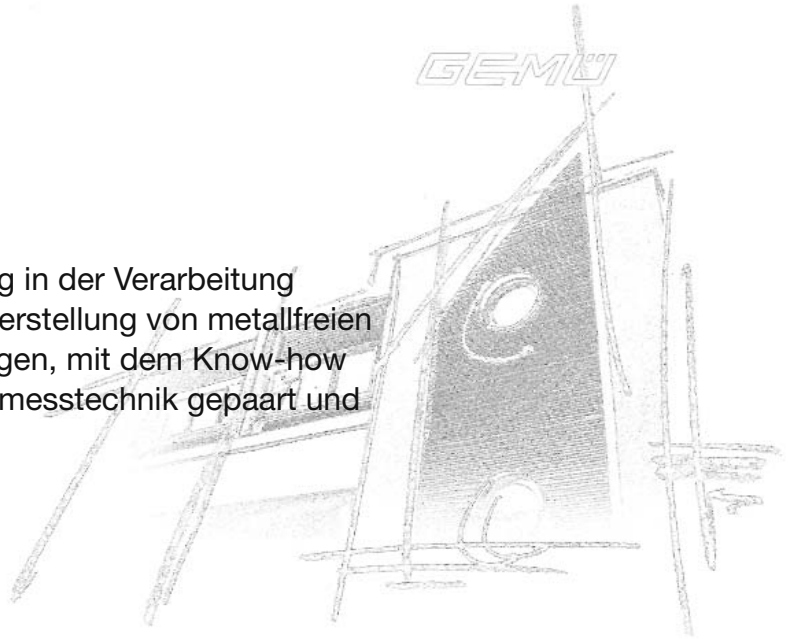 GEMÜ
g in der Verarbeitung
erstellung von metallfreien
gen, mit dem Know-how
messtechnik gepaart und